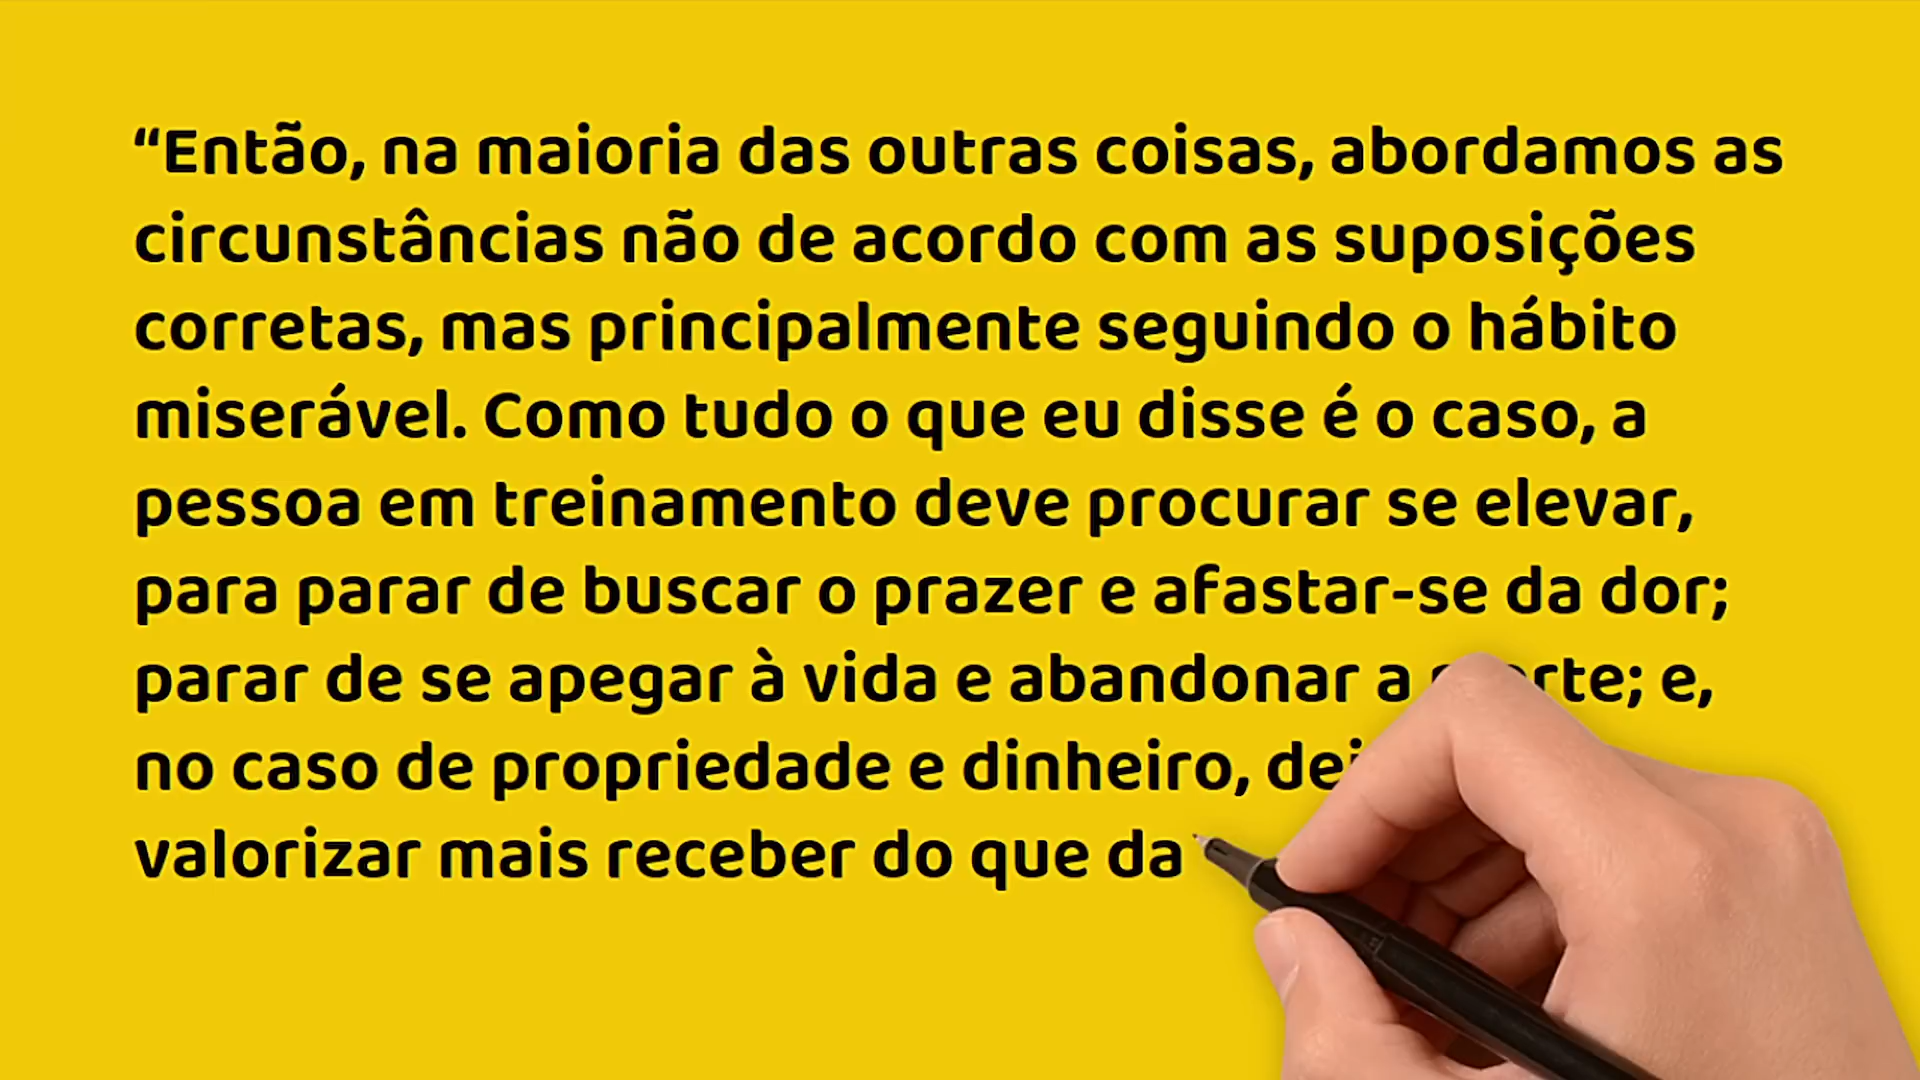 “Então, na maioria das outras coisas, abordamos as
circunstâncias não de acordo com as suposições
corretas, mas principalmente seguindo o hábito
miserável. Como tudo o que eu disse é o caso, a
pessoa em treinamento deve procurar se elevar,
para parar de buscar o prazer e afastar-se da dor;
parar de se apegar à vida e abandonar a e,
no caso de propriedade e dinheiro,
valorizar mais receber do que da